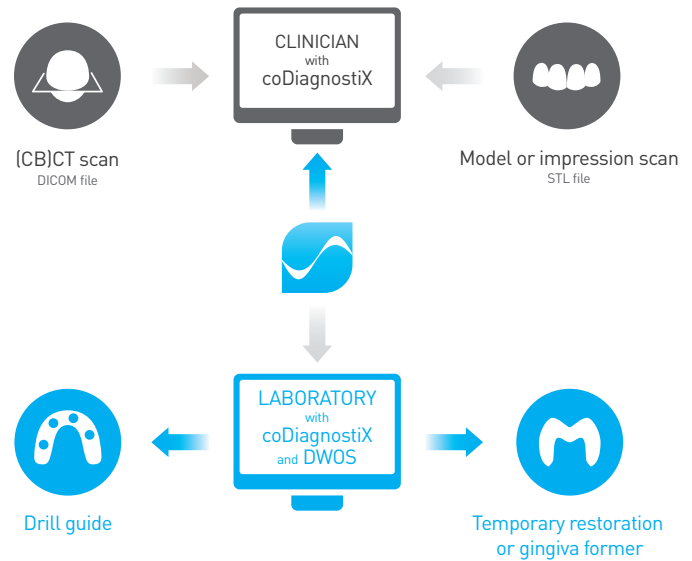 CLINICIAN
with
coDiagnostiX
(CB)CT scan
DICOM file
Model or impression scan
STL file
LABORATORY
with
coDiagnostiX
and DWOS
Drill guide
Temporary restoration
or gingiva former